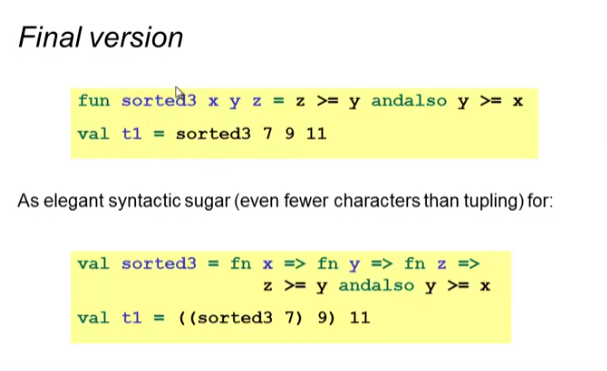 Final version
fun sorted3 x y z = z >= y andalso y >= x
val t1 = sorted3 7 9 11
As elegant syntactic sugar (even fewer characters than tupling) for:
val sorted3 = fn x => fn y => fn z =>
z >= y andalso y >= x
val t1 = ((sorted3 7) 9) 11